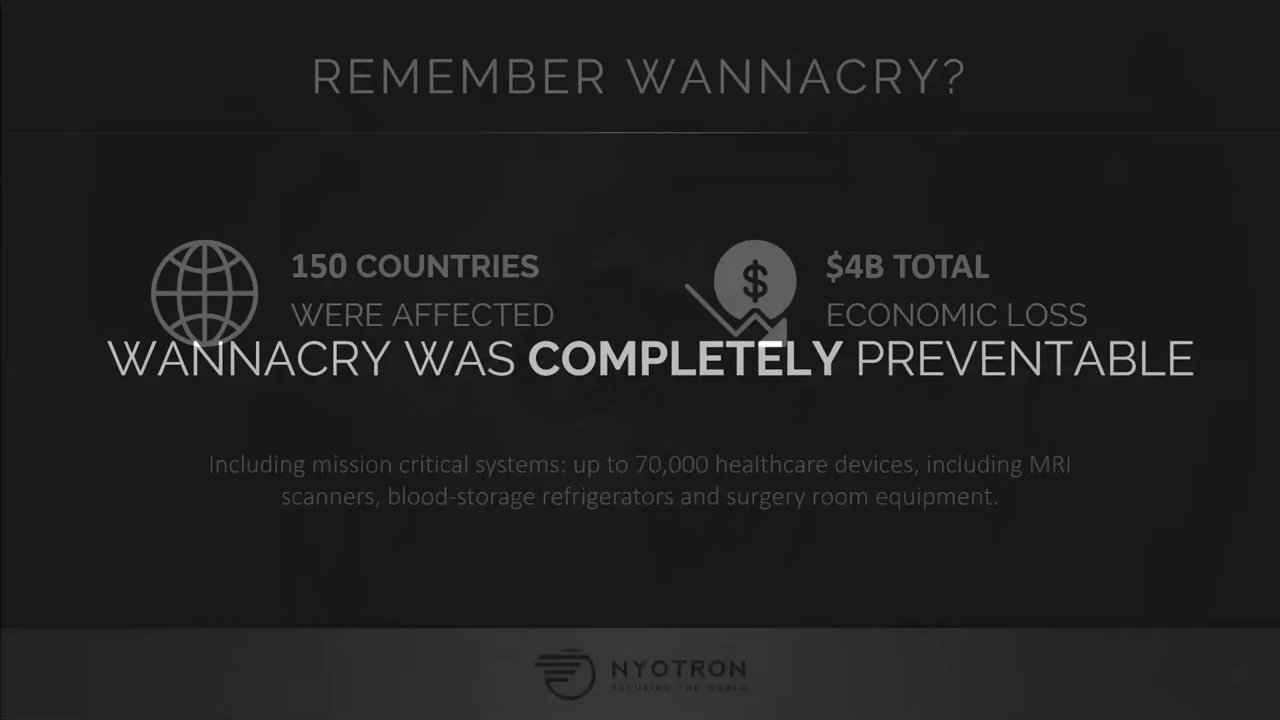 REMEMBER WANNACRY?
150 COUNTRIES
WERE AFFECTED
$4B TOTAL
ECONOMIC LOSS
WANNACRY WAS COMPLETELY PREVENTABLE
Including mission critical systems: up to 70,000 healthcare devices, including MRI
scanners, blood-storage refrigerators and surgery room equipment.
NYOTRON
SECURING THE WORLD